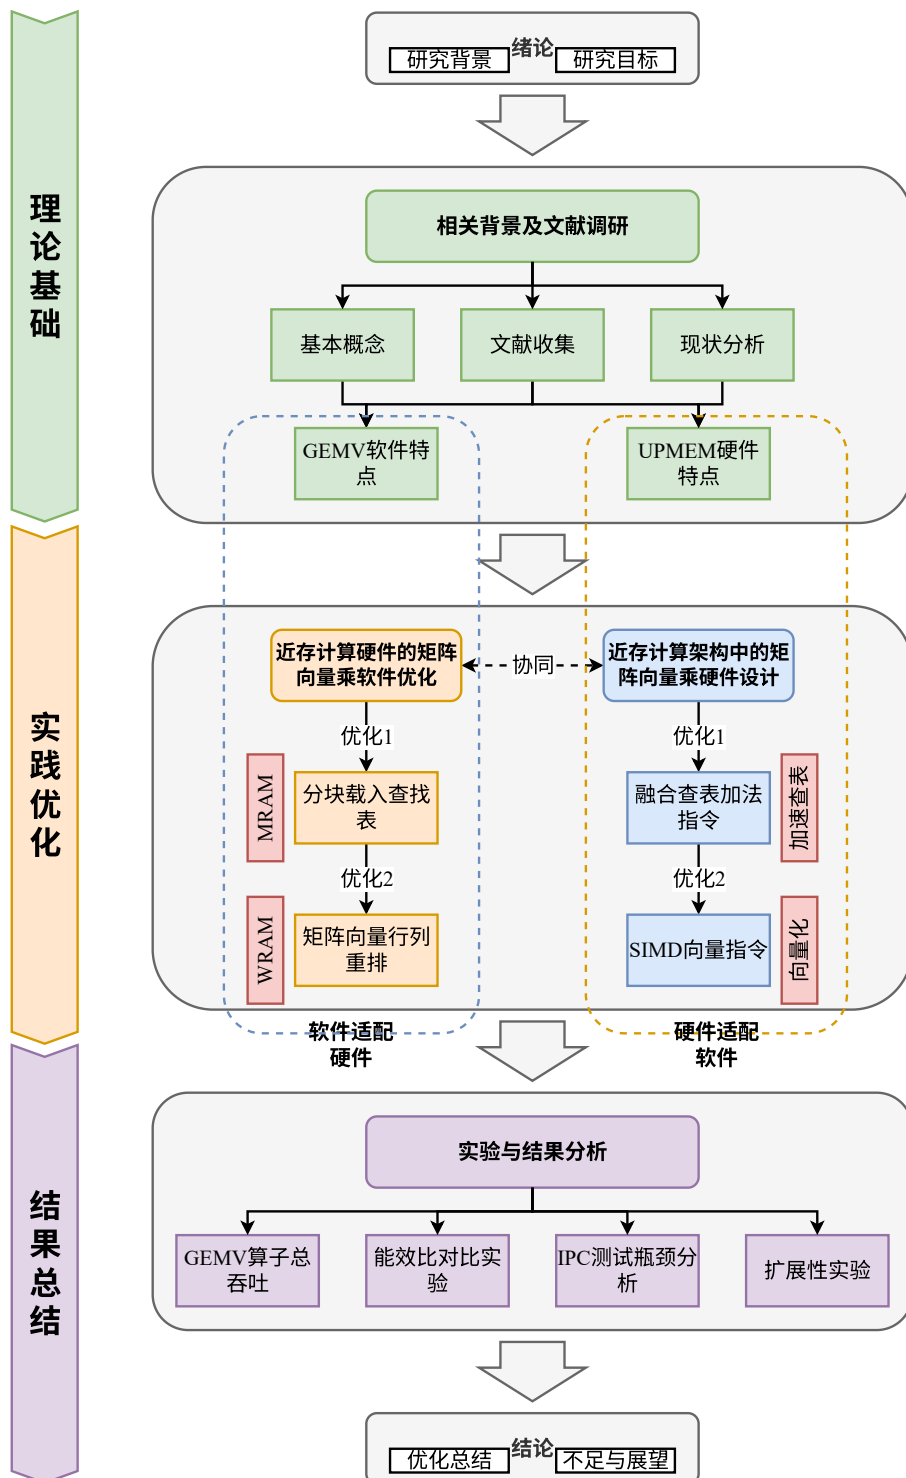 绪论
研究背景
研究目标
理论基础
相关背景及文献调研
基本概念
文献收集
现状分析
GEMV软件特
点
UPMEM硬件
特点
实践优化
近存计算硬件的矩阵
向量乘软件优化
协同
近存计算架构中的矩
阵向量乘硬件设计
优化1
优化1
MRAM
分块载入查找
表
融合查表加法
指令
加速查表
优化2
优化2
WRAM
矩阵向量行列
重排
SIMD向量指令
向量化
软件适配
硬件
硬件适配
软件
结果总结
实验与结果分析
GEMV算子总
吞吐
能效比对比实
验
IPC测试瓶颈分
析
扩展性实验
结论
优化总结
不足与展望